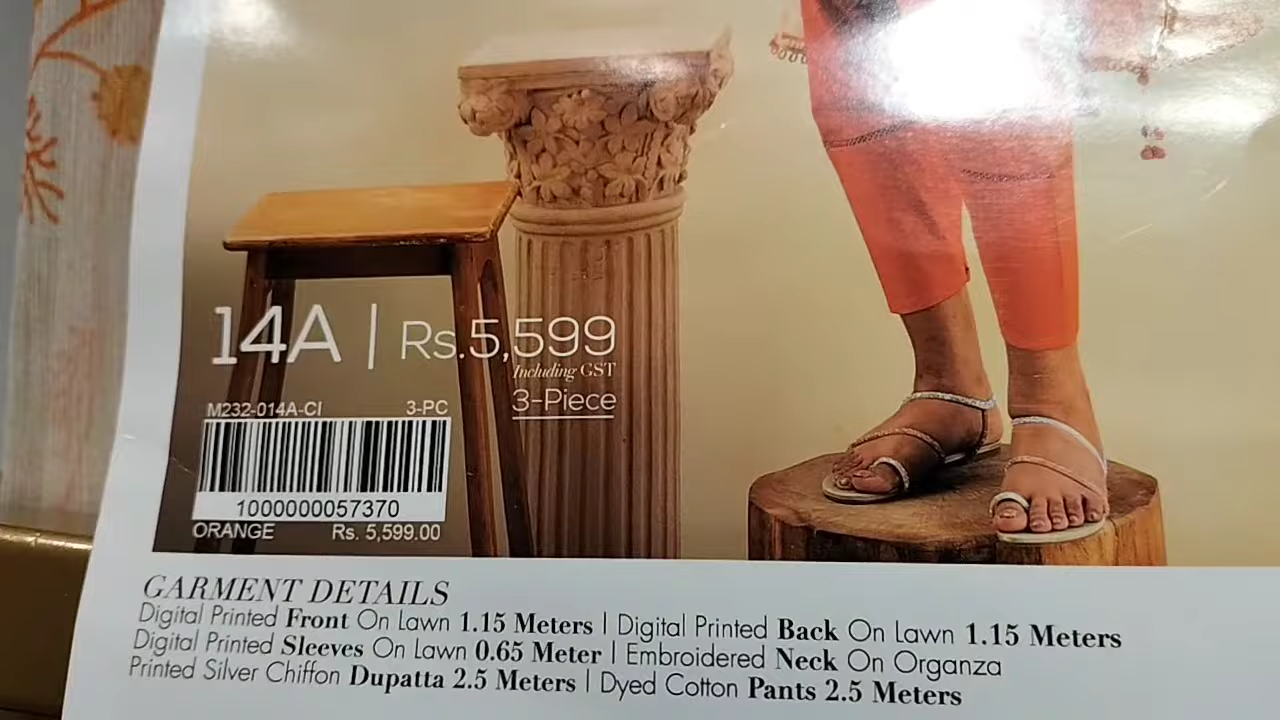 14A | Rs.5,599
Including GST
3-Piece
M232-014A-CI 3-PC
1000000057370
ORANGE Rs. 5,599.00
GARMENT DETAILS
Digital Printed Front On Lawn 1.15 Meters | Digital Printed Back On Lawn 1.15 Meters
Digital Printed Sleeves On Lawn 0.65 Meter | Embroidered Neck On Organza
Printed Silver Chiffon Dupatta 2.5 Meters | Dyed Cotton Pants 2.5 Meters